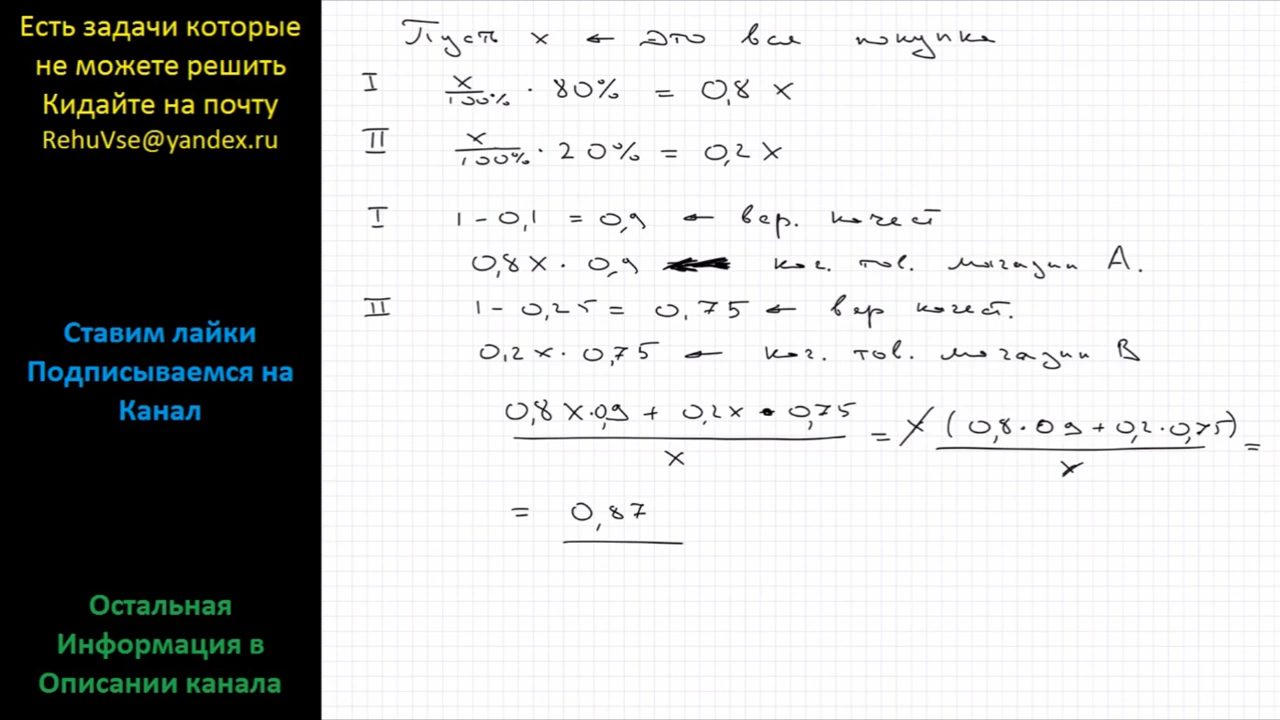 Есть задачи которые
не можете решить
Кидайте на почту
RehuVse@yandex.ru
Ставим лайки
Подписываемся на
Канал
Остальная
Информация в
Описании канала
Пусть x ← это вся покупка
I x/100% · 80% = 0,8 x
II x/100% · 20% = 0,2 x
I 1 - 0,1 = 0,9 ← вер. качест
0,8x · 0,9 ← кач. тов. магазин A.
II 1 - 0,25 = 0,75 ← вер качест.
0,2x · 0,75 ← кач. тов. магазин B
(0,8x·0,9 + 0,2x · 0,75)/x = x(0,8·0,9 + 0,2·0,75)/x =
= 0,87